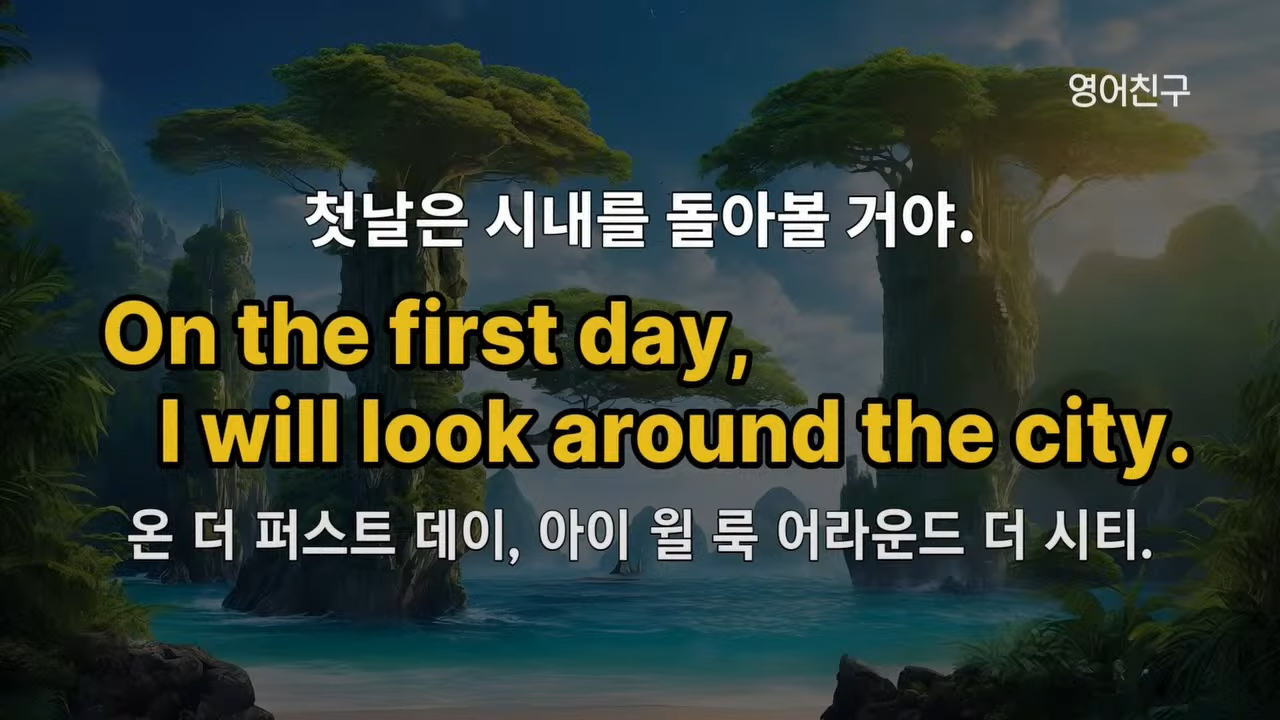 영어친구
첫날은 시내를 돌아볼 거야.
On the first day,
I will look around the city.
온 더 퍼스트 데이, 아이 윌 룩 어라운드 더 시티.